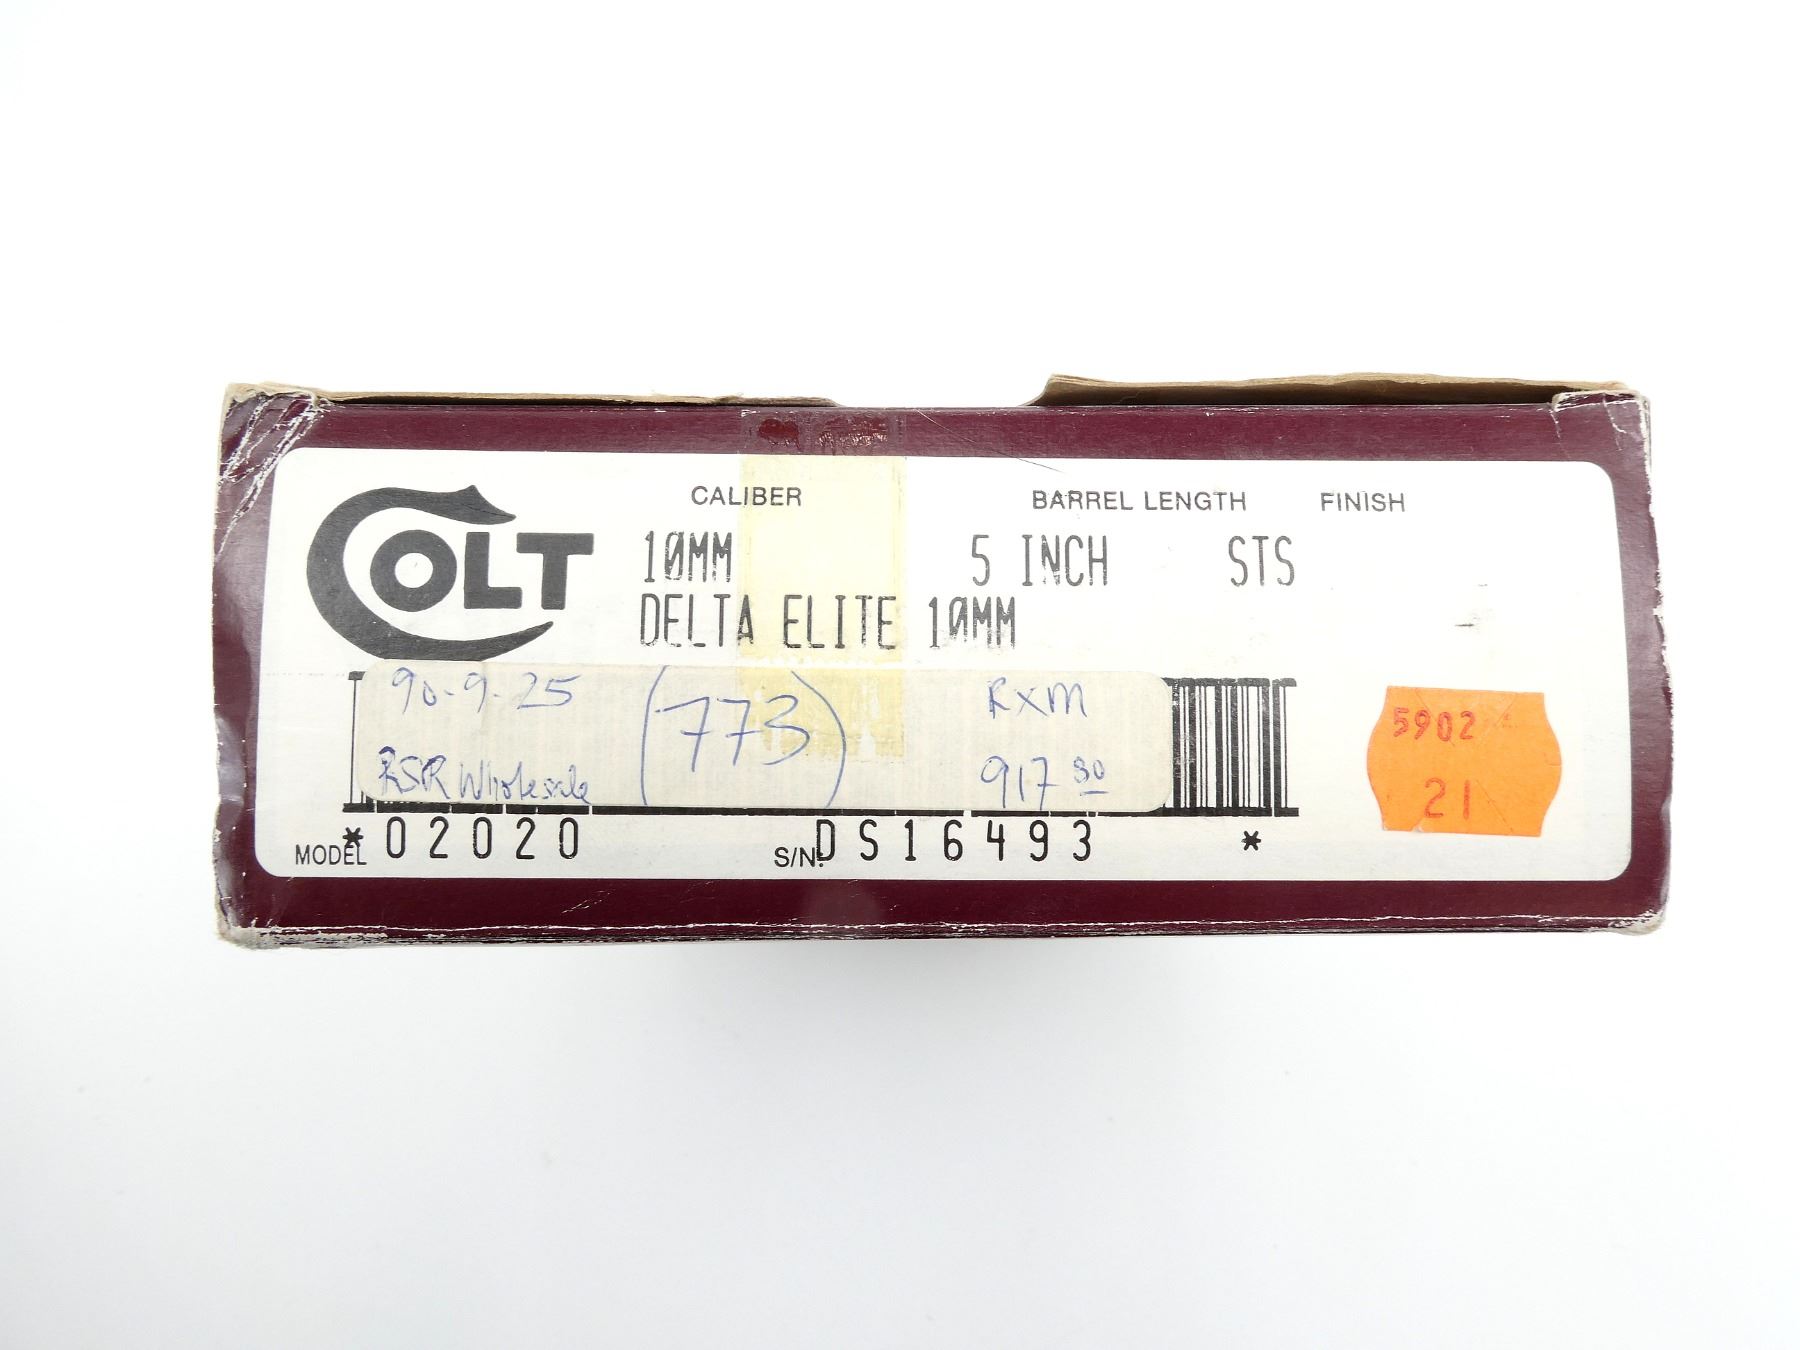 COLT
CALIBER BARREL LENGTH FINISH
10MM 5 INCH STS
DELTA ELITE 10MM
90-9-25 (773) RXM
RSR Wholesale 917 80
5902
21
MODEL *02020 S/N. DS16493 *